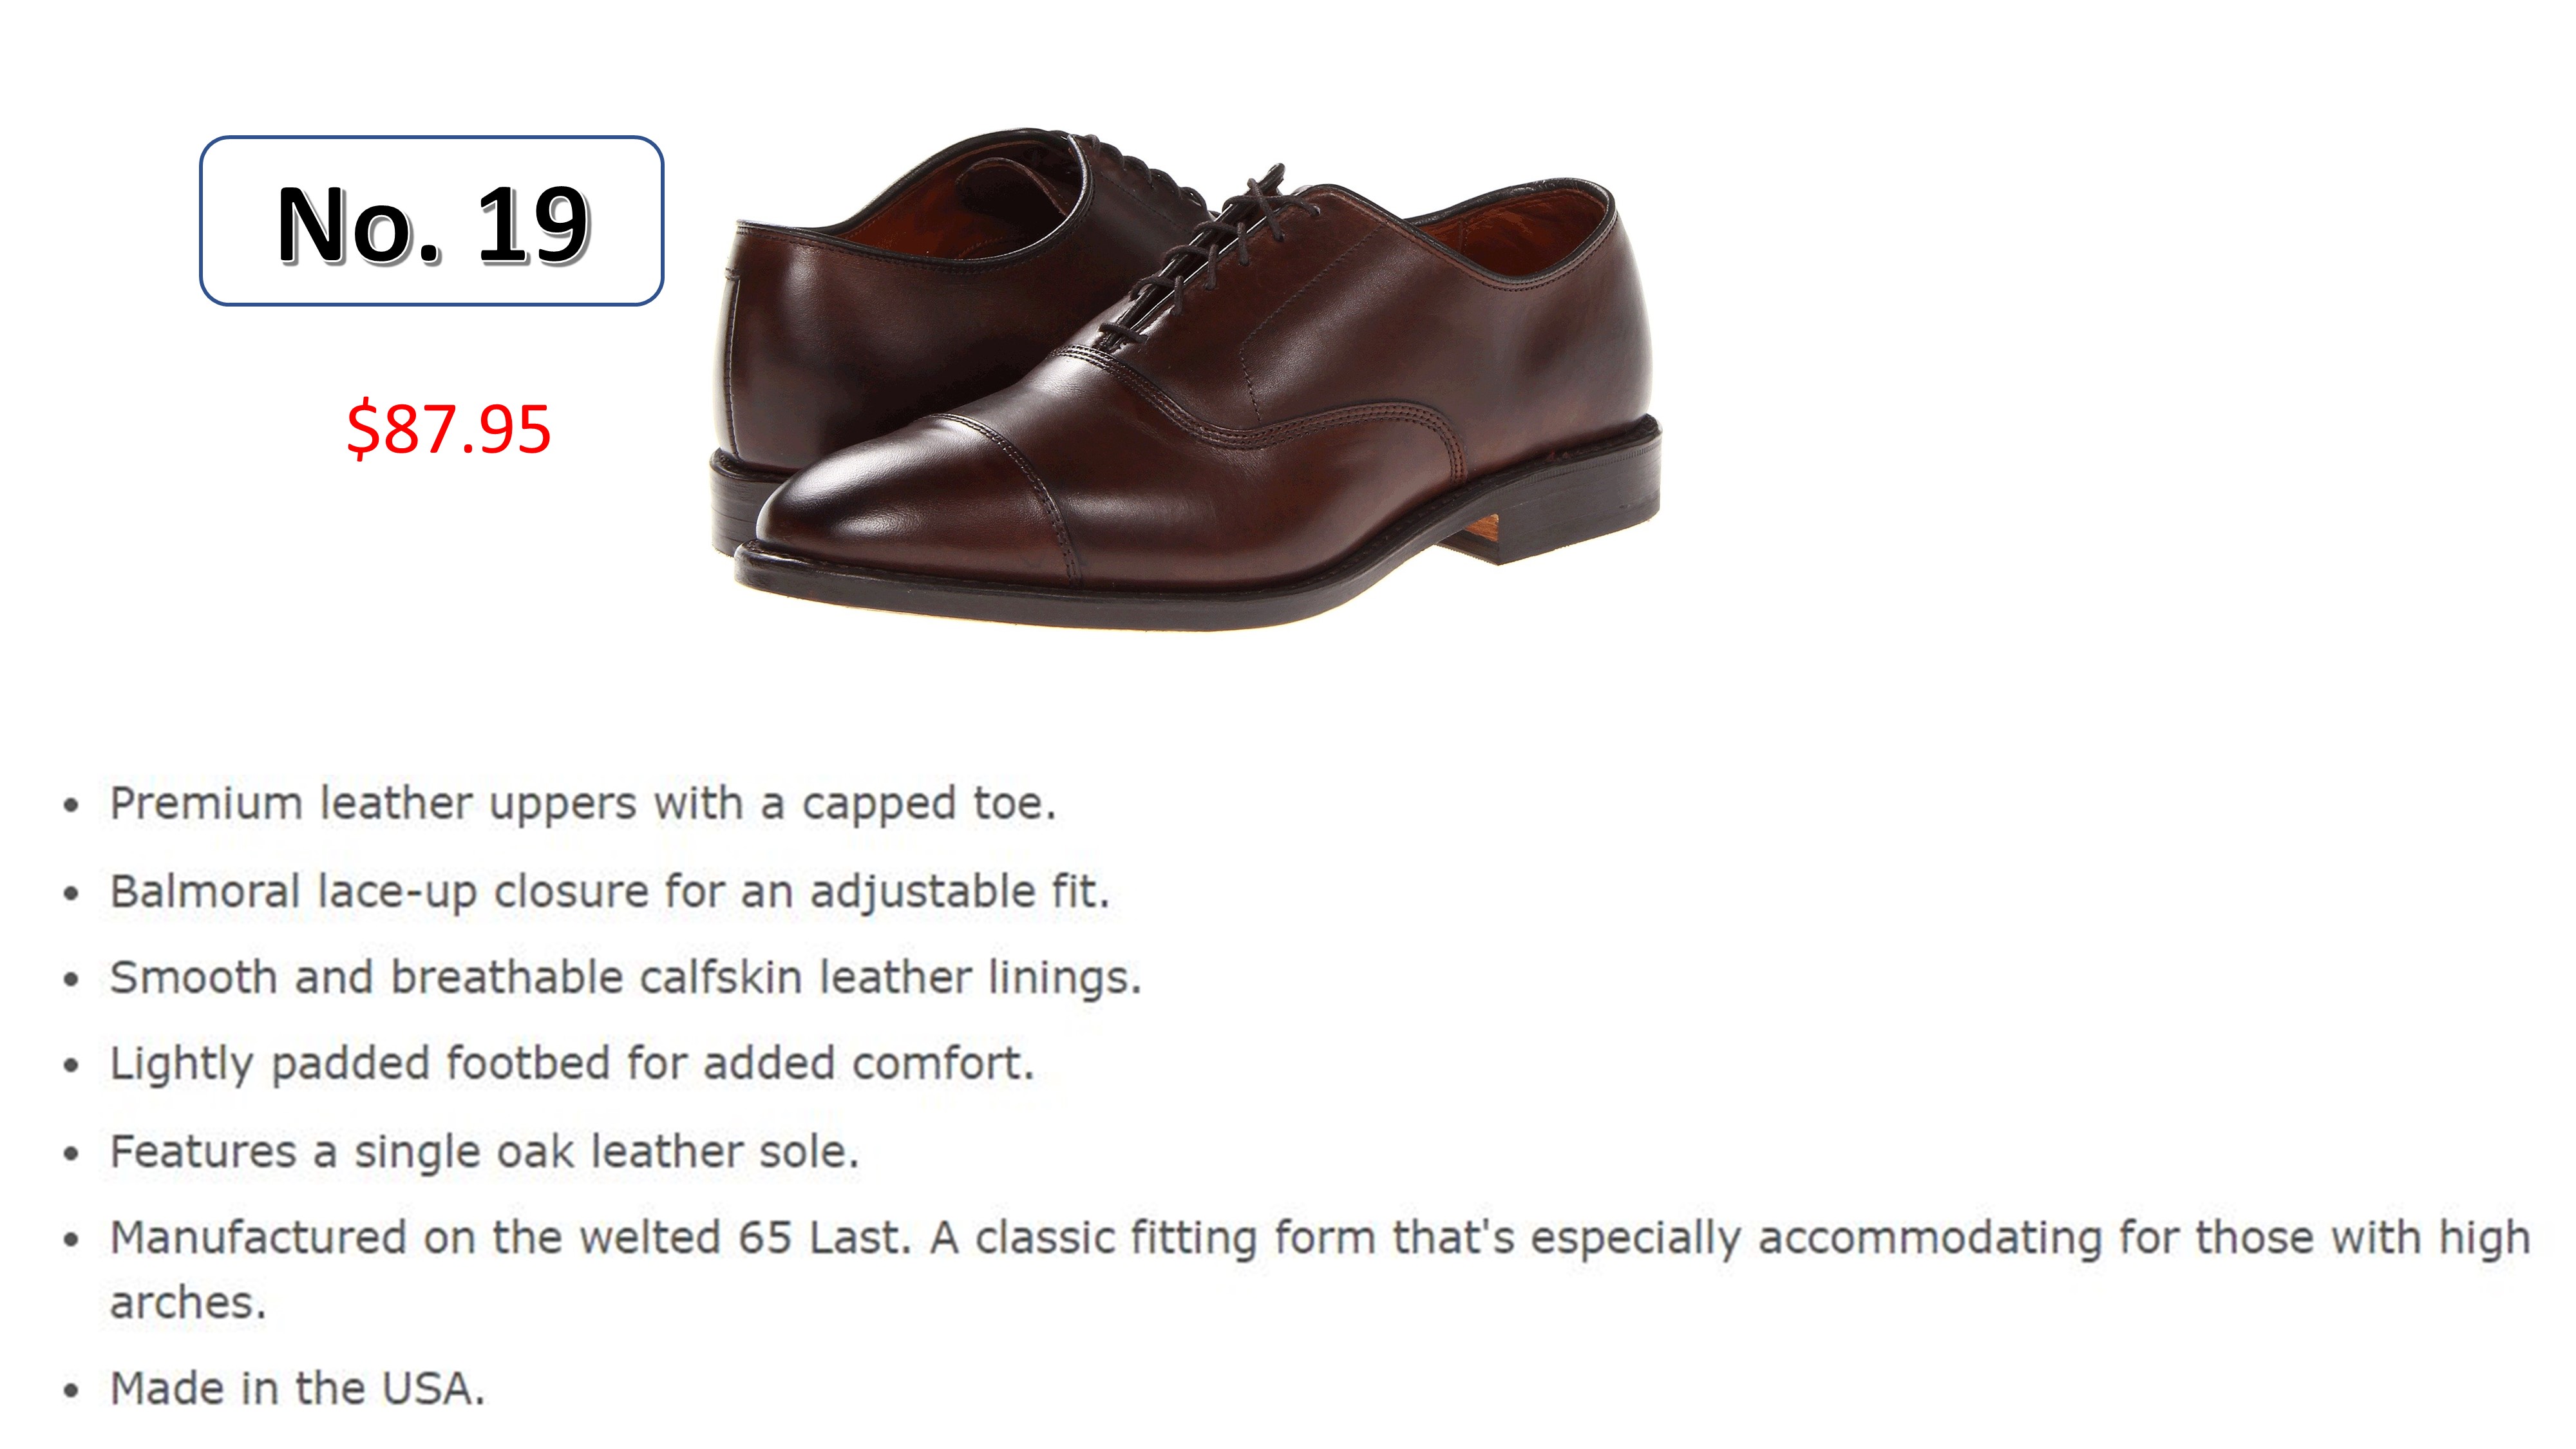 No. 19
$87.95
• Premium leather uppers with a capped toe.
• Balmoral lace-up closure for an adjustable fit.
• Smooth and breathable calfskin leather linings.
• Lightly padded footbed for added comfort.
• Features a single oak leather sole.
• Manufactured on the welted 65 Last. A classic fitting form that's especially accommodating for those with high
arches.
• Made in the USA.